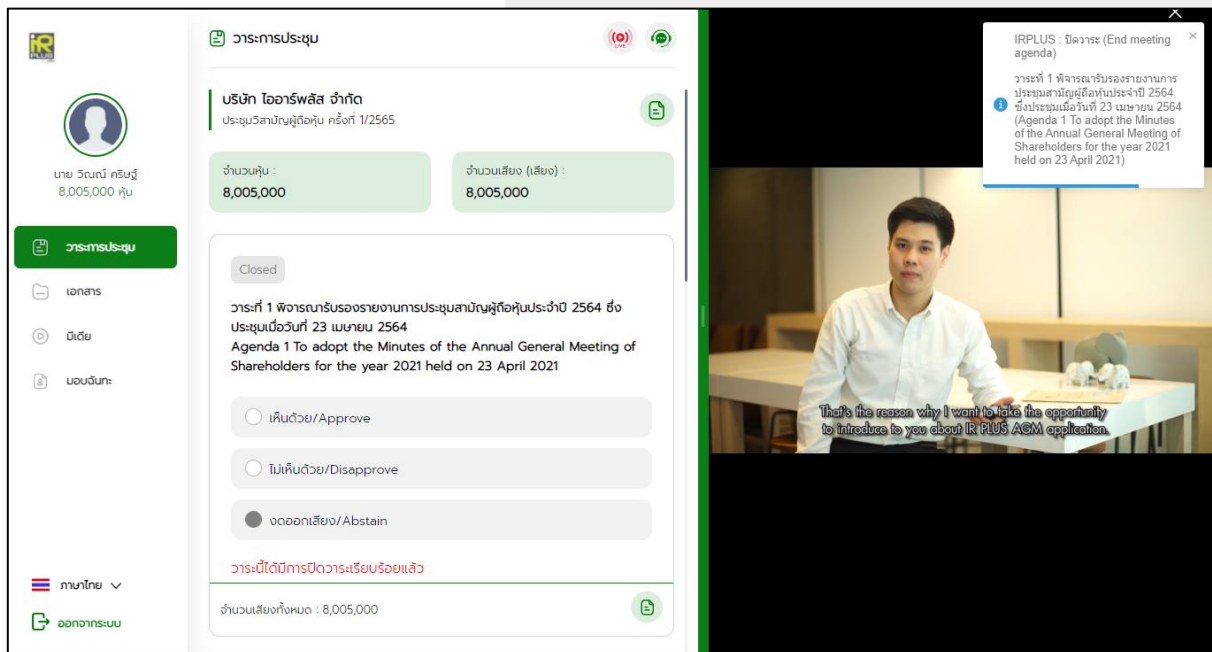 IR
PLUS
นาย วิณณ์ ศรีษฐ์
8,005,000 หุ้น
วาระการประชุม
เอกสาร
มีเดีย
มอบฉันทะ
ภาษาไทย
ออกจากระบบ
วาระการประชุม
LIVE
บริษัท ไออาร์พลัส จำกัด
ประชุมวิสามัญผู้ถือหุ้น ครั้งที่ 1/2565
จำนวนหุ้น :
8,005,000
จำนวนเสียง (เสียง) :
8,005,000
Closed
วาระที่ 1 พิจารณารับรองรายงานการประชุมสามัญผู้ถือหุ้นประจำปี 2564 ซึ่ง
ประชุมเมื่อวันที่ 23 เมษายน 2564
Agenda 1 To adopt the Minutes of the Annual General Meeting of
Shareholders for the year 2021 held on 23 April 2021
เห็นด้วย/Approve
ไม่เห็นด้วย/Disapprove
งดออกเสียง/Abstain
วาระนี้ได้มีการปิดวาระเรียบร้อยแล้ว
จำนวนเสียงทั้งหมด : 8,005,000
IRPLUS : ปิดวาระ (End meeting
agenda)
วาระที่ 1 พิจารณารับรองรายงานการ
ประชุมสามัญผู้ถือหุ้นประจำปี 2564
ซึ่งประชุมเมื่อวันที่ 23 เมษายน 2564
(Agenda 1 To adopt the Minutes
of the Annual General Meeting of
Shareholders for the year 2021
held on 23 April 2021)
That's the reason why I want to take the opportunity
to introduce to you about IR PLUS AGM application.